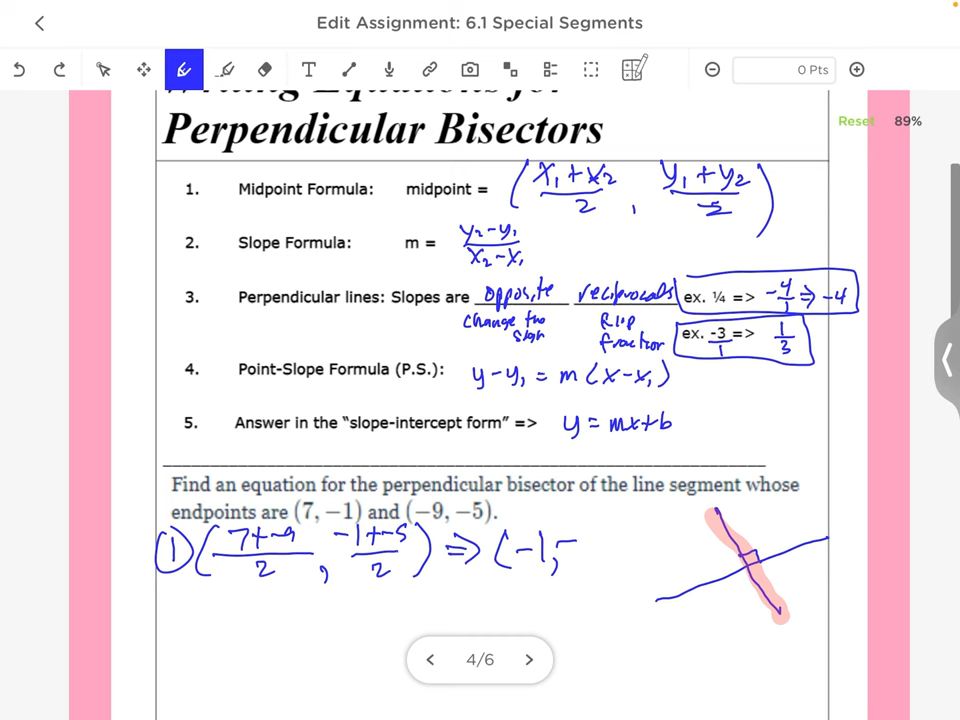 Edit Assignment: 6.1 Special Segments
T 0 Pts
Reset 89%
Writing Equations for
Perpendicular Bisectors
1. Midpoint Formula: midpoint = ( (x₁ + x₂)/2 , (y₁ + y₂)/2 )
2. Slope Formula: m = (y₂ - y₁)/(x₂ - x₁)
3. Perpendicular lines: Slopes are opposite reciprocals ex. ¼ => -4/1 ⇒ -4
change the sign flip fraction ex. -3/1 => 1/3
4. Point-Slope Formula (P.S.): y - y₁ = m (x - x₁)
5. Answer in the “slope-intercept form” => y = mx + b
Find an equation for the perpendicular bisector of the line segment whose
endpoints are (7, −1) and (−9, −5).
① ( (7 + -9)/2 , (-1 + -5)/2 ) ⇒ (-1, -
4/6